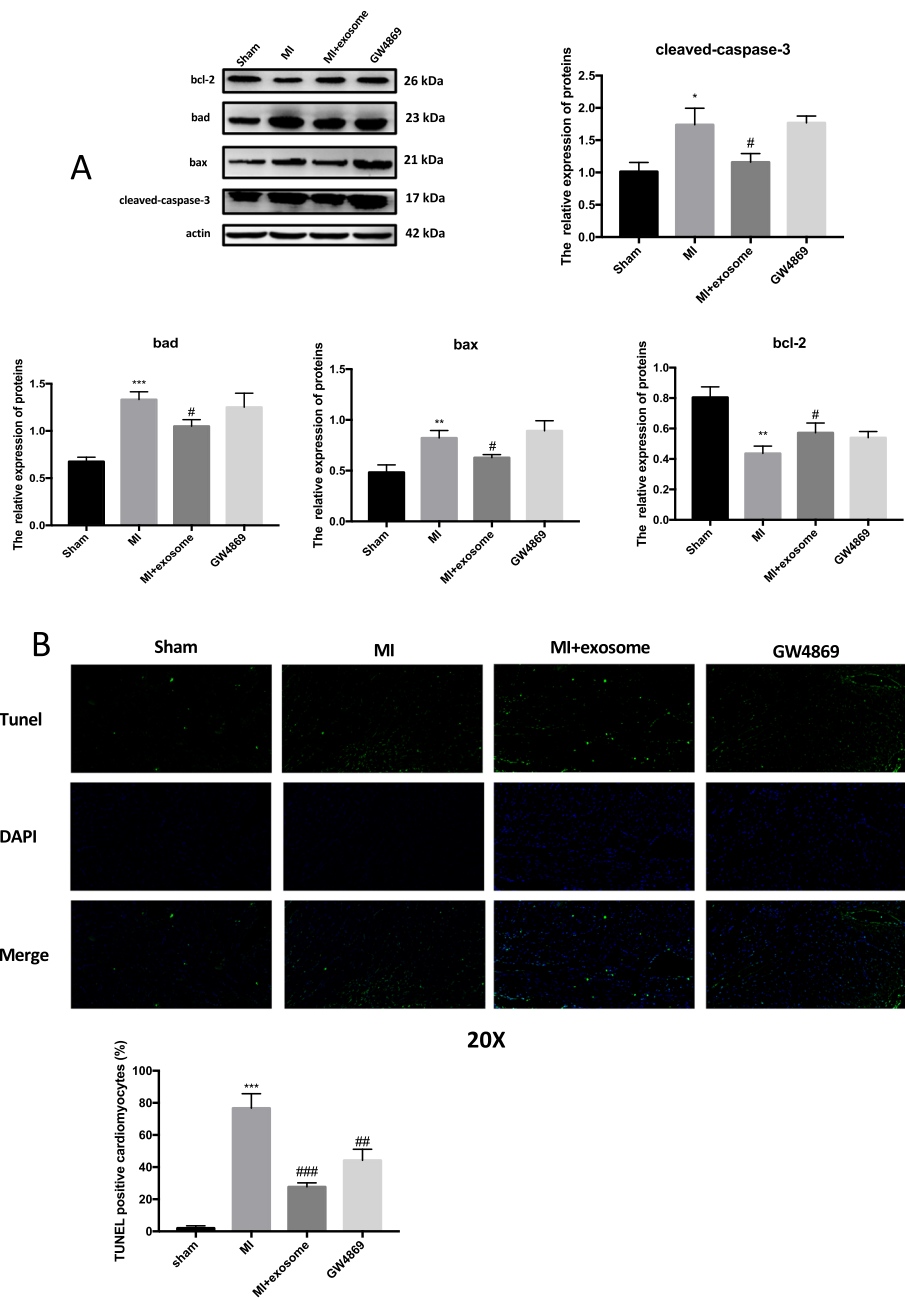 Sham MI MI+exosome GW4869
bcl-2 26 kDa
bad 23 kDa
bax 21 kDa
cleaved-caspase-3 17 kDa
actin 42 kDa
A
cleaved-caspase-3
The relative expression of proteins
2.5
2.0
1.5
1.0
0.5
0.0
*
#
Sham MI MI+exosome GW4869
bad
The relative expression of proteins
1.5
1.0
0.5
0.0
***
#
Sham MI MI+exosome GW4869
bax
The relative expression of proteins
1.5
1.0
0.5
0.0
**
#
Sham MI MI+exosome GW4869
bcl-2
The relative expression of proteins
1.0
0.8
0.6
0.4
0.2
0.0
**
#
Sham MI MI+exosome GW4869
B
Sham MI MI+exosome GW4869
Tunel
DAPI
Merge
20X
TUNEL positive cardiomyocytes (%)
100
80
60
40
20
0
***
###
##
sham MI MI+exosome GW4869